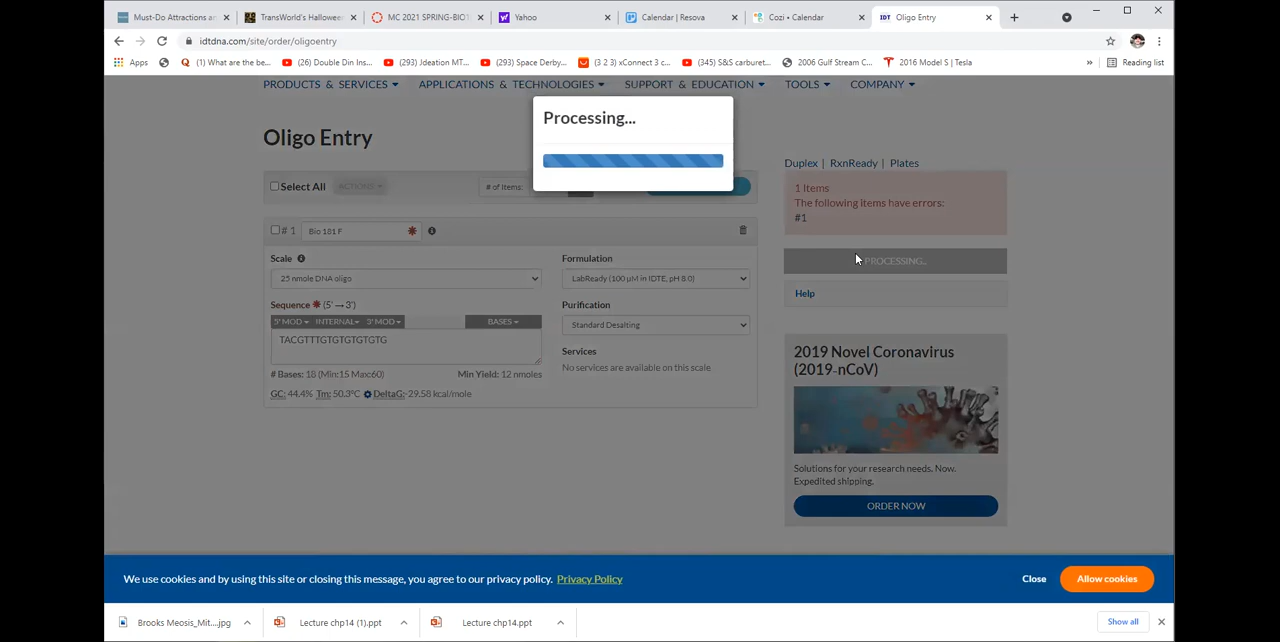 Must-Do Attractions an
TransWorld's Halloween
MC 2021 SPRING-BIO1
Yahoo
Calendar | Resova
Cozi • Calendar
IDT Oligo Entry
idtdna.com/site/order/oligoentry
Apps
(1) What are the be...
(26) Double Din Ins...
(293) Jdeation MT...
(293) Space Derby...
(3 2 3) xConnect 3 c...
(345) S&S carburet...
2006 Gulf Stream C...
2016 Model S | Tesla
»
Reading list
PRODUCTS & SERVICES
APPLICATIONS & TECHNOLOGIES
SUPPORT & EDUCATION
TOOLS
COMPANY
Processing...
Oligo Entry
Duplex | RxnReady | Plates
Select All
ACTIONS
# of Items:
1 Items
The following items have errors:
#1
# 1
Bio 181 F
PROCESSING...
Scale
Formulation
25 nmole DNA oligo
LabReady (100 µM in IDTE, pH 8.0)
Help
Sequence (5' → 3')
Purification
5' MOD
INTERNAL
3' MOD
BASES
Standard Desalting
TACGTTTGTGTGTGTGTG
Services
No services are available on this scale
# Bases: 18 (Min:15 Max:60)
Min Yield: 12 nmoles
GC: 44.4% Tm: 50.3ºC DeltaG:-29.58 kcal/mole
2019 Novel Coronavirus
(2019-nCoV)
Solutions for your research needs. Now.
Expedited shipping.
ORDER NOW
We use cookies and by using this site or closing this message, you agree to our privacy policy. Privacy Policy
Close
Allow cookies
Brooks Meosis_Mit....jpg
Lecture chp14 (1).ppt
Lecture chp14.ppt
Show all